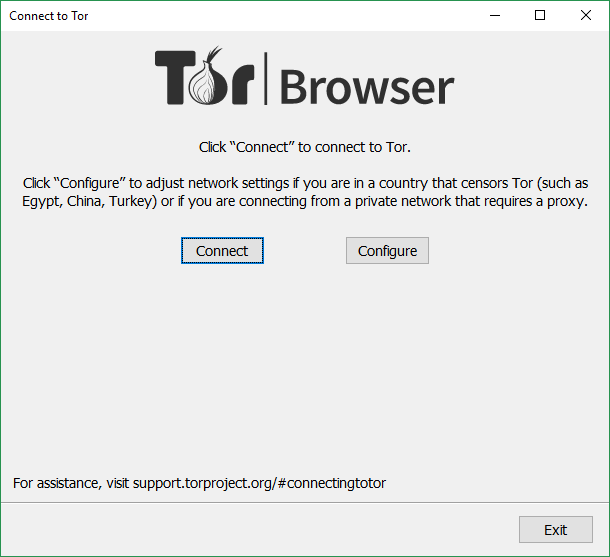 Connect to Tor
Tor Browser
Click “Connect” to connect to Tor.
Click “Configure” to adjust network settings if you are in a country that censors Tor (such as
Egypt, China, Turkey) or if you are connecting from a private network that requires a proxy.
Connect Configure
For assistance, visit support.torproject.org/#connectingtotor
Exit